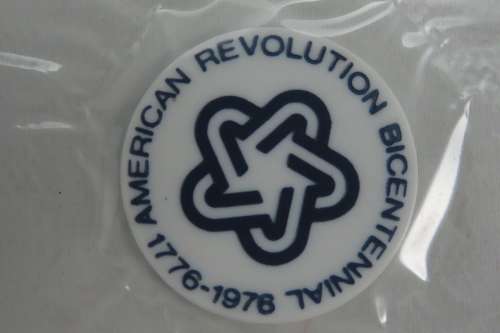 AMERICAN REVOLUTION BICENTENNIAL
1776-1976